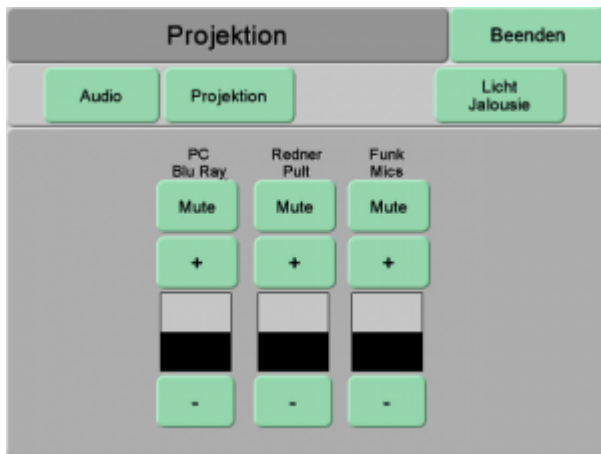 Projektion
Beenden
Audio
Projektion
Licht
Jalousie
PC
Blu Ray
Redner
Pult
Funk
Mics
Mute
Mute
Mute
+
+
+
-
-
-